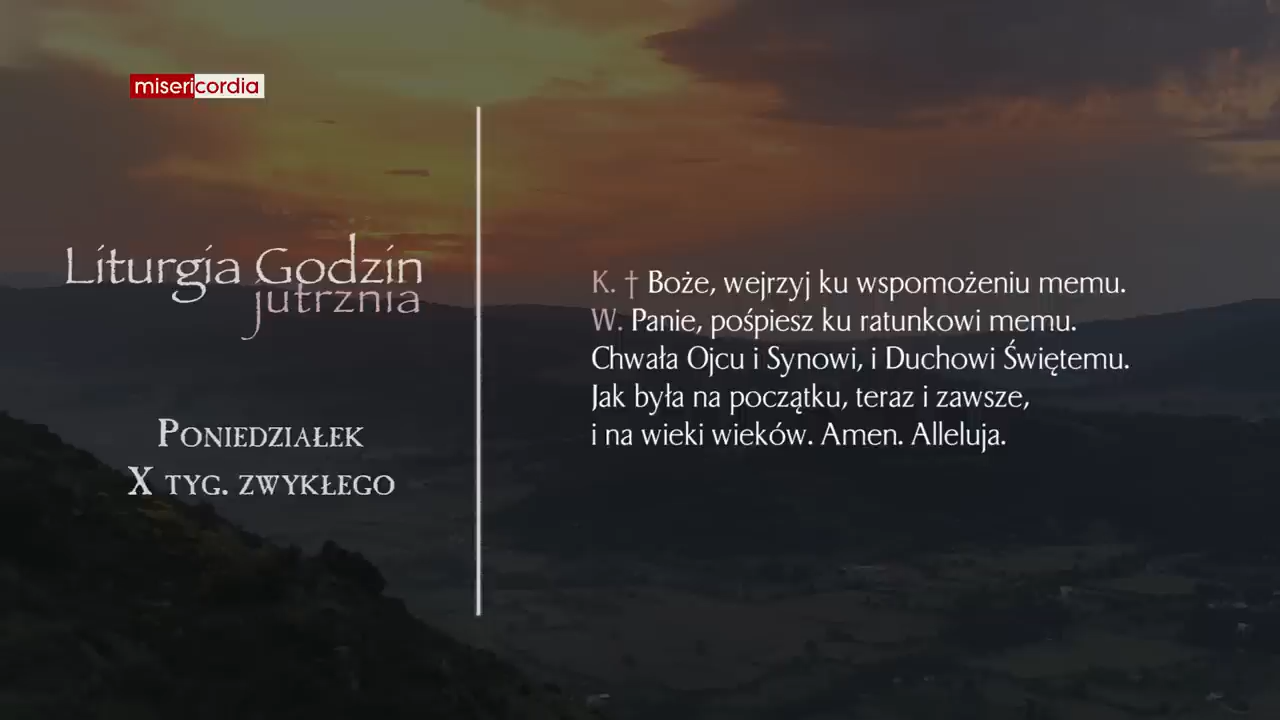 misericordia
Liturgia Godzin
jutrznia
Poniedziałek
X tyg. zwykłego
K. † Boże, wejrzyj ku wspomożeniu memu.
W. Panie, pośpiesz ku ratunkowi memu.
Chwała Ojcu i Synowi, i Duchowi Świętemu.
Jak była na początku, teraz i zawsze,
i na wieki wieków. Amen. Alleluja.